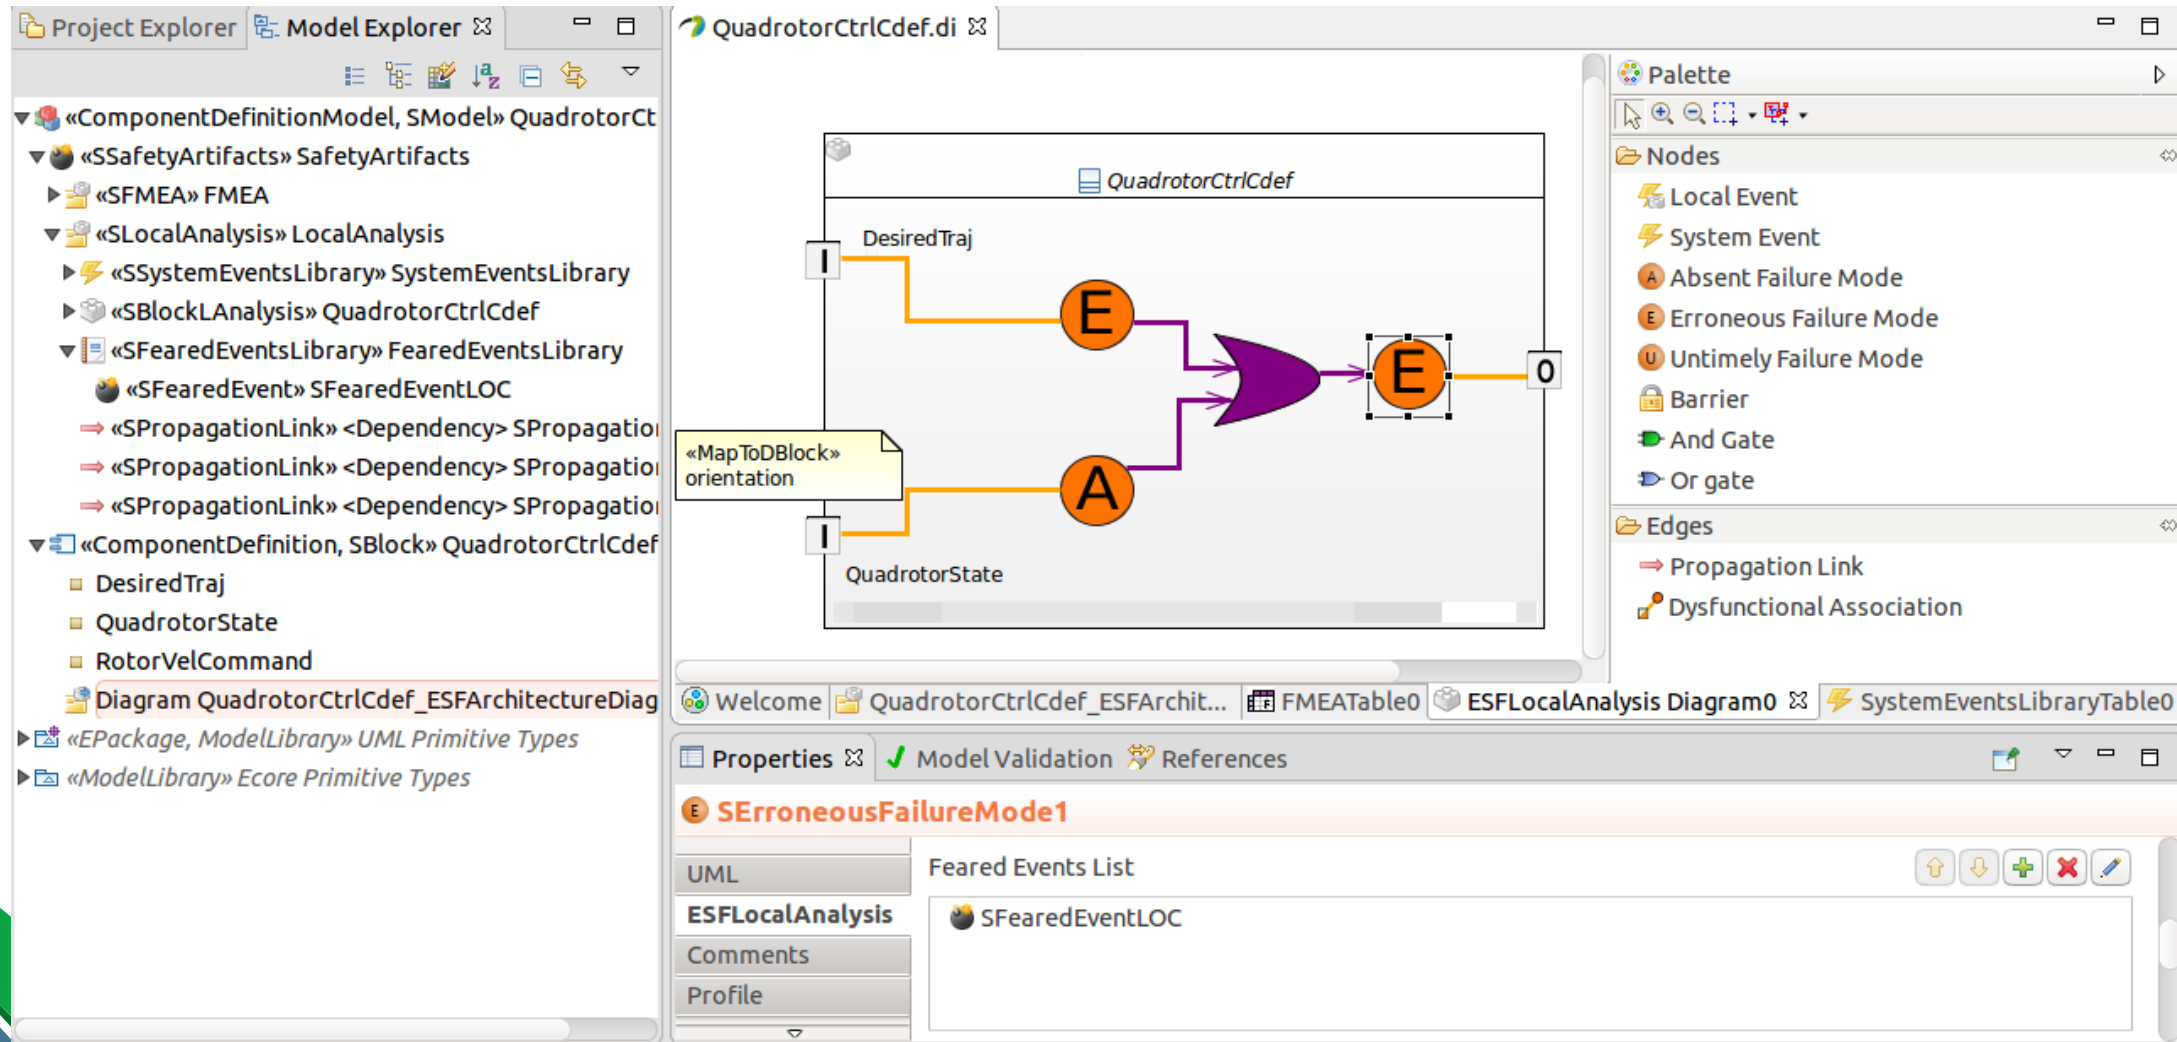 Project Explorer
Model Explorer
«ComponentDefinitionModel, SModel» QuadrotorCt
«SSafetyArtifacts» SafetyArtifacts
«SFMEA» FMEA
«SLocalAnalysis» LocalAnalysis
«SSystemEventsLibrary» SystemEventsLibrary
«SBlockLAnalysis» QuadrotorCtrlCdef
«SFearedEventsLibrary» FearedEventsLibrary
«SFearedEvent» SFearedEventLOC
«SPropagationLink» <Dependency> SPropagatio
«SPropagationLink» <Dependency> SPropagatio
«SPropagationLink» <Dependency> SPropagatio
«ComponentDefinition, SBlock» QuadrotorCtrlCdef
DesiredTraj
QuadrotorState
RotorVelCommand
Diagram QuadrotorCtrlCdef_ESFArchitectureDiag
«EPackage, ModelLibrary» UML Primitive Types
«ModelLibrary» Ecore Primitive Types
QuadrotorCtrlCdef.di
QuadrotorCtrlCdef
DesiredTraj
I
E
E
O
«MapToDBlock»
orientation
A
I
QuadrotorState
Palette
Nodes
Local Event
System Event
A Absent Failure Mode
E Erroneous Failure Mode
U Untimely Failure Mode
Barrier
And Gate
Or gate
Edges
Propagation Link
Dysfunctional Association
Welcome
QuadrotorCtrlCdef_ESFArchit...
FMEATable0
ESFLocalAnalysis Diagram0
SystemEventsLibraryTable0
Properties
Model Validation
References
E SErroneousFailureMode1
UML
ESFLocalAnalysis
Comments
Profile
Feared Events List
SFearedEventLOC